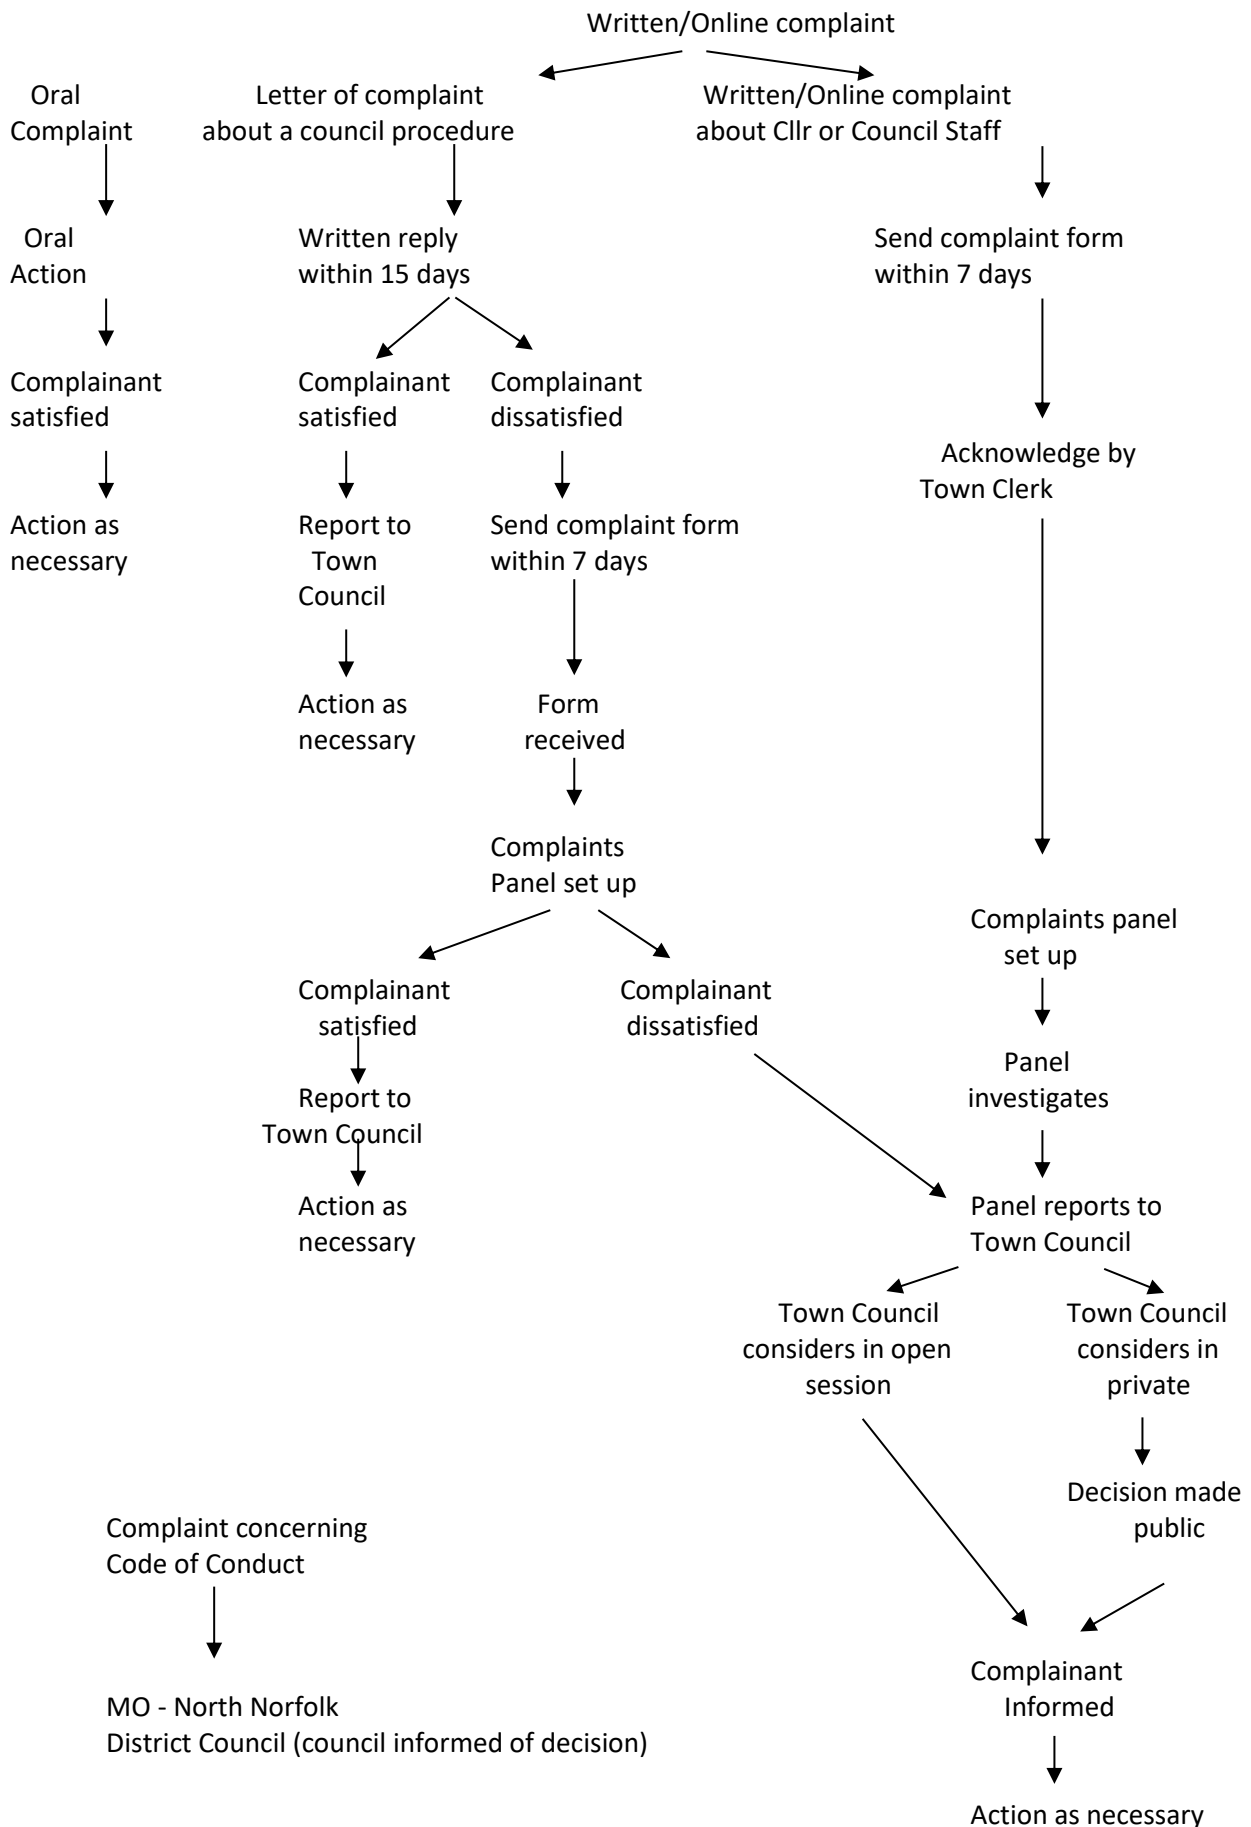 Written/Online complaint
Oral
Complaint
Letter of complaint
about a council procedure
Written/Online complaint
about Cllr or Council Staff
Oral
Action
Written reply
within 15 days
Send complaint form
within 7 days
Complainant
satisfied
Complainant
satisfied
Complainant
dissatisfied
Acknowledge by
Town Clerk
Action as
necessary
Report to
Town
Council
Send complaint form
within 7 days
Action as
necessary
Form
received
Complaints
Panel set up
Complaints panel
set up
Complainant
satisfied
Complainant
dissatisfied
Panel
investigates
Report to
Town Council
Action as
necessary
Panel reports to
Town Council
Town Council
considers in open
session
Town Council
considers in
private
Decision made
public
Complaint concerning
Code of Conduct
Complainant
Informed
MO - North Norfolk
District Council (council informed of decision)
Action as necessary